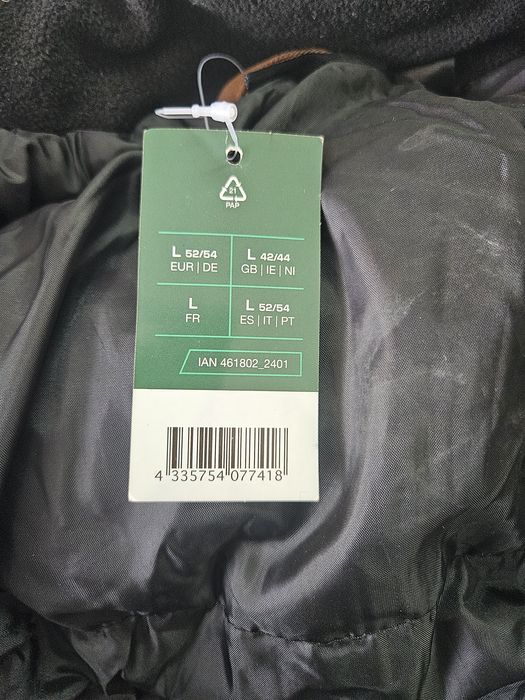 21
PAP
L 52/54
EUR | DE
L 42/44
GB | IE | NI
L
FR
L 52/54
ES | IT | PT
IAN 461802_2401
4 335754 077418